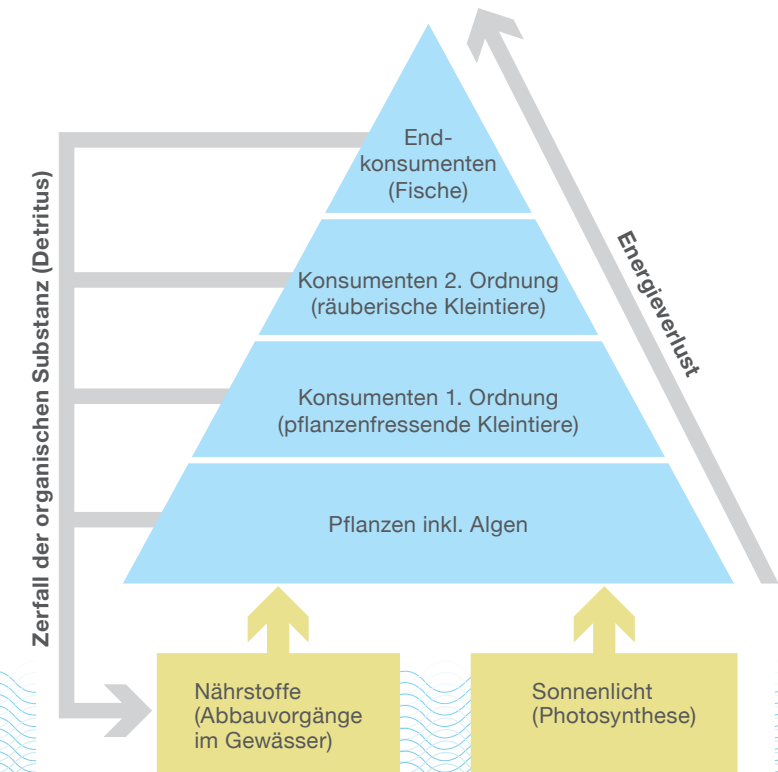 End-
konsumenten
(Fische)
Konsumenten 2. Ordnung
(räuberische Kleintiere)
Konsumenten 1. Ordnung
(pflanzenfressende Kleintiere)
Pflanzen inkl. Algen
Zerfall der organischen Substanz (Detritus)
Energieverlust
Nährstoffe
(Abbauvorgänge
im Gewässer)
Sonnenlicht
(Photosynthese)